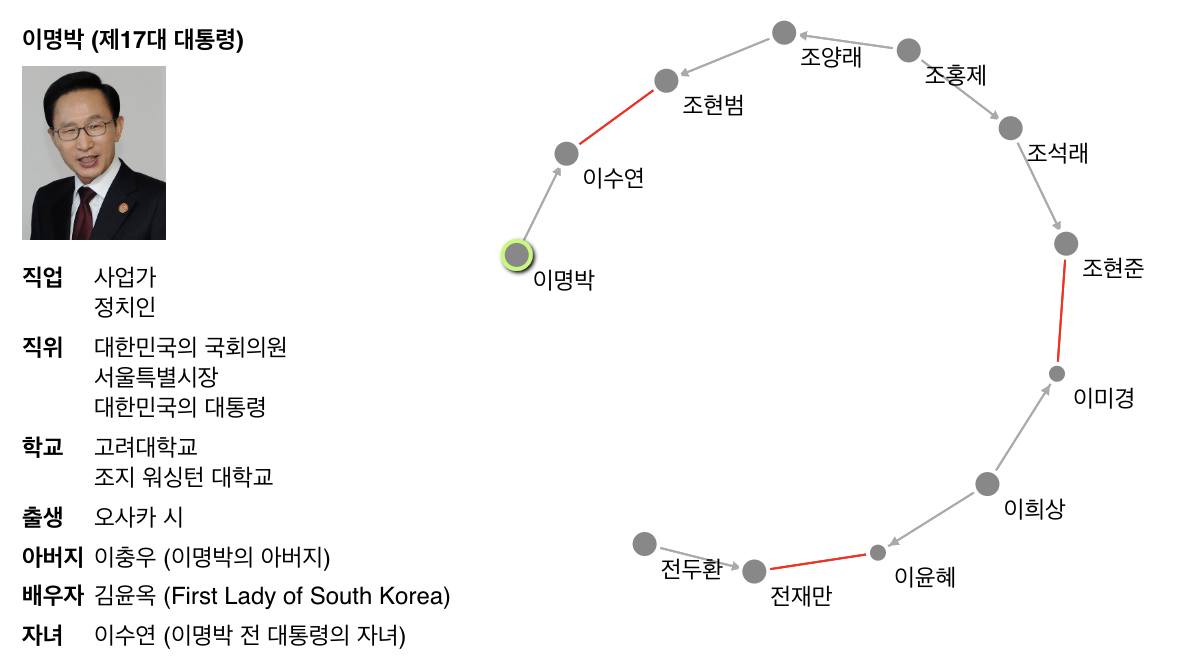 이명박 (제17대 대통령)
직업 사업가
정치인
직위 대한민국의 국회의원
서울특별시장
대한민국의 대통령
학교 고려대학교
조지 워싱턴 대학교
출생 오사카 시
아버지 이충우 (이명박의 아버지)
배우자 김윤옥 (First Lady of South Korea)
자녀 이수연 (이명박 전 대통령의 자녀)
이명박
이수연
조현범
조양래
조홍제
조석래
조현준
이미경
이희상
이윤혜
전재만
전두환